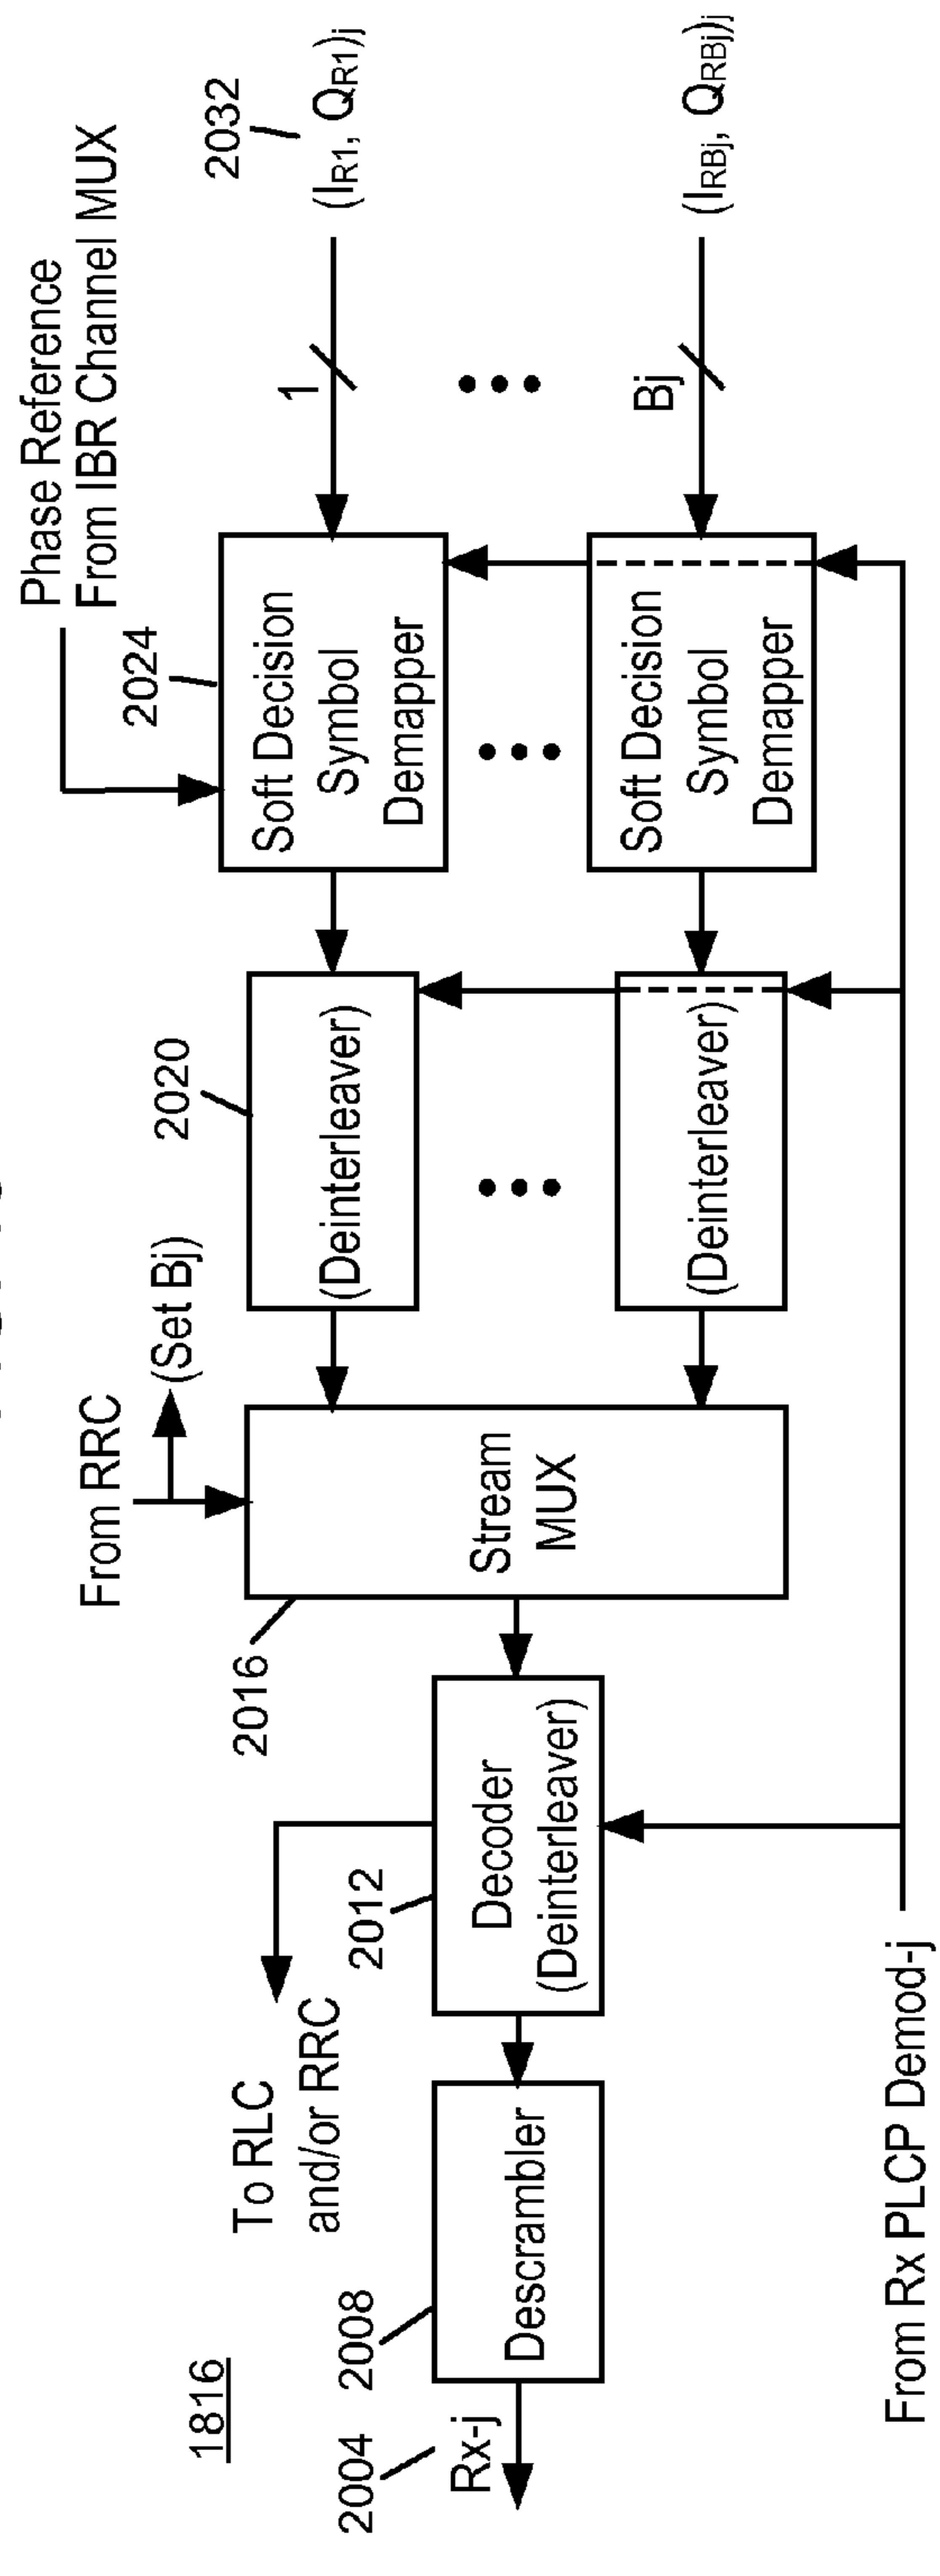 1816
2004
Rx-j
2008
Descrambler
To RLC
and/or RRC
2012
Decoder
(Deinterleaver)
2016
From RRC
(Set Bj)
Stream
MUX
2020
(Deinterleaver)
(Deinterleaver)
2024
Phase Reference
From IBR Channel MUX
Soft Decision
Symbol
Demapper
Soft Decision
Symbol
Demapper
1
Bj
2032
(IR1, QR1)j
(IRBj, QRBj)j
From Rx PLCP Demod-j